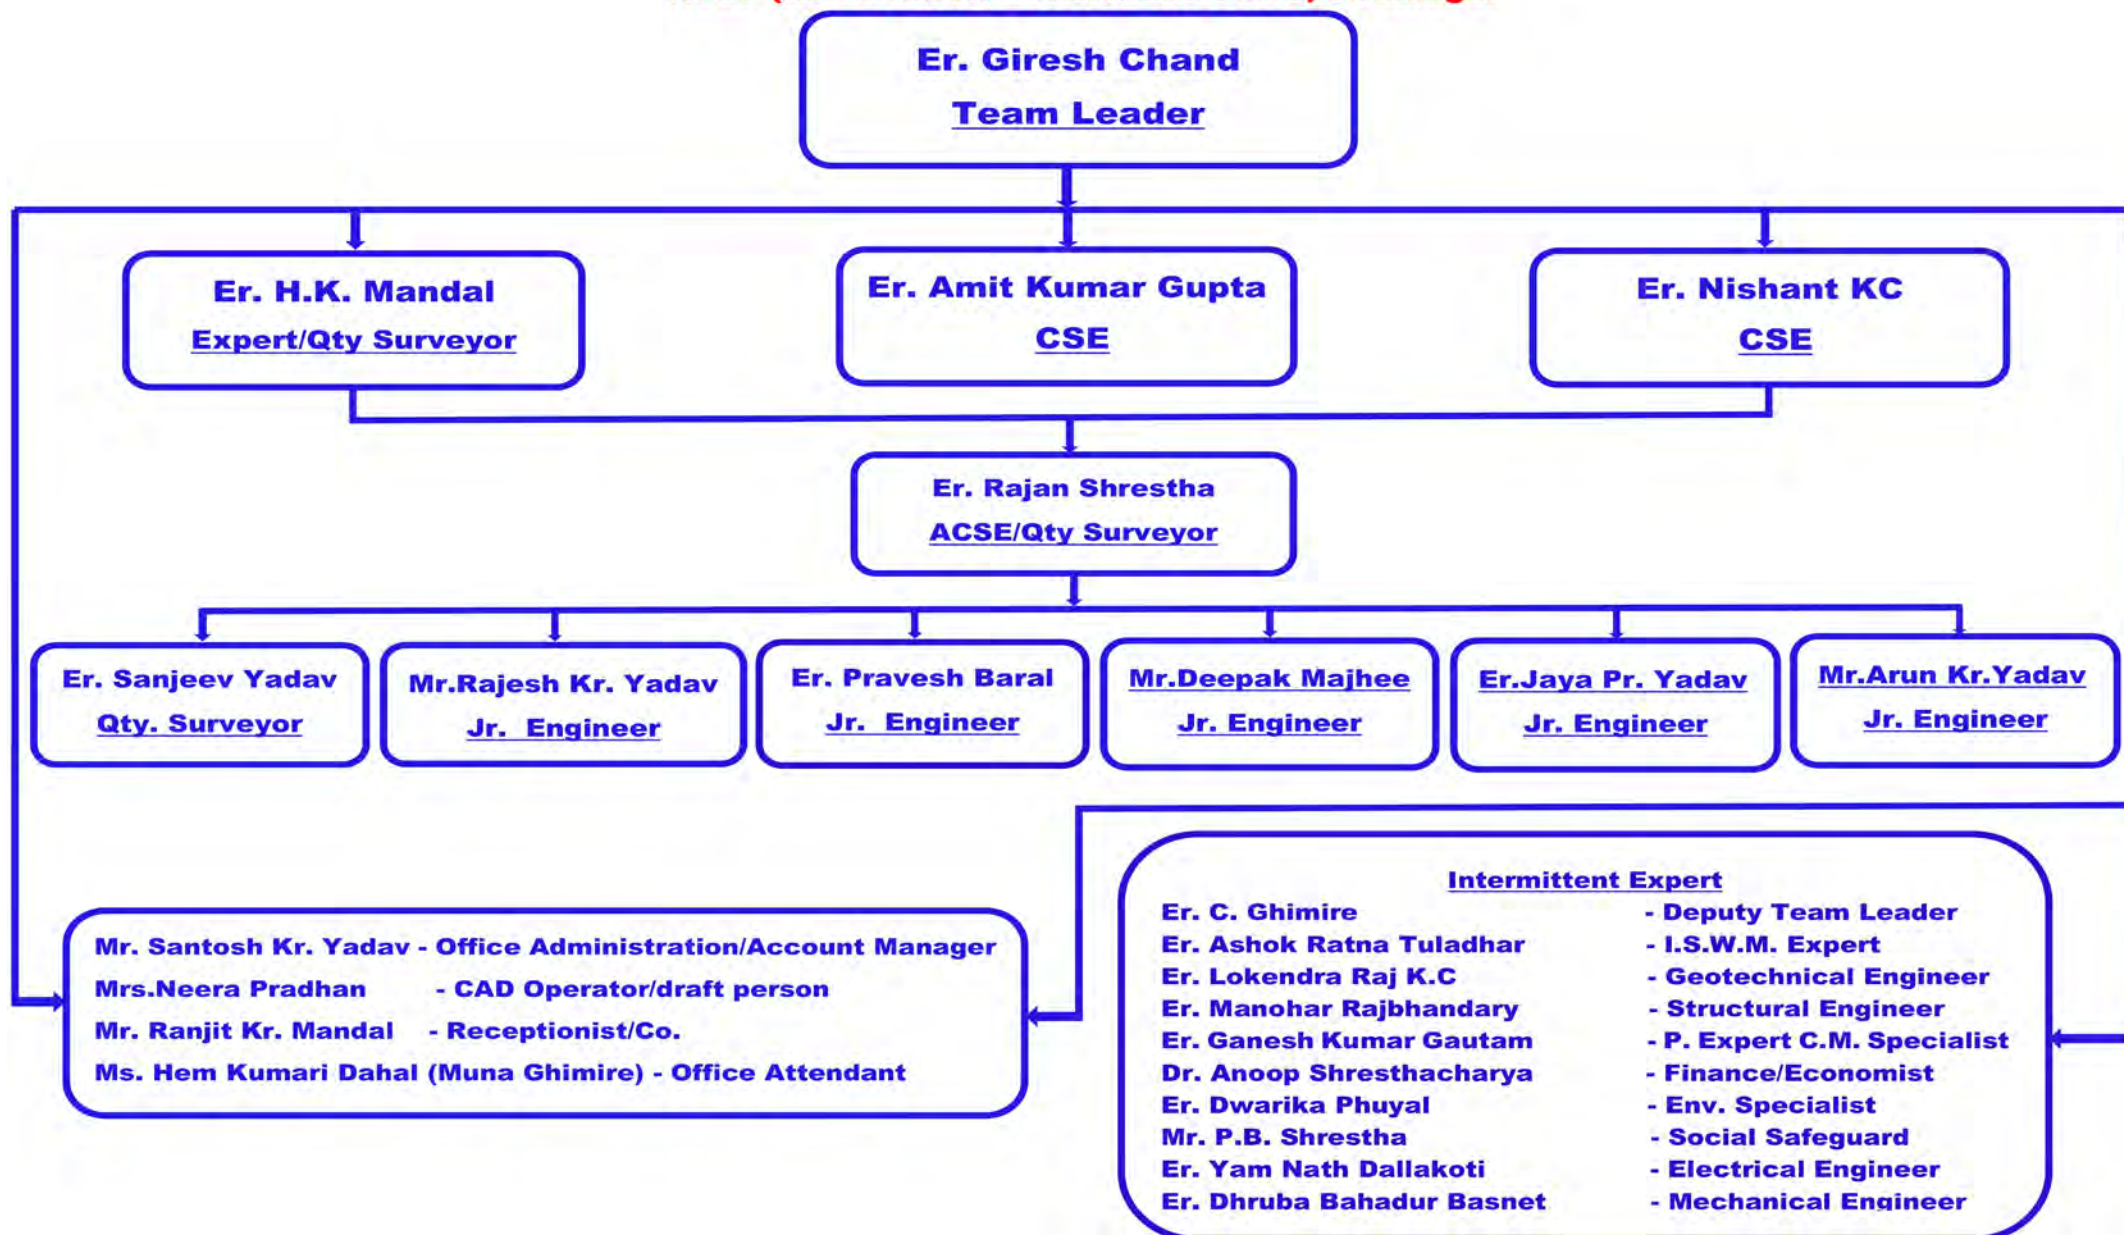 Er. Giresh Chand
Team Leader
Er. H.K. Mandal
Expert/Qty Surveyor
Er. Amit Kumar Gupta
CSE
Er. Nishant KC
CSE
Er. Rajan Shrestha
ACSE/Qty Surveyor
Er. Sanjeev Yadav
Qty. Surveyor
Mr.Rajesh Kr. Yadav
Jr. Engineer
Er. Pravesh Baral
Jr. Engineer
Mr.Deepak Majhee
Jr. Engineer
Er.Jaya Pr. Yadav
Jr. Engineer
Mr.Arun Kr.Yadav
Jr. Engineer
Mr. Santosh Kr. Yadav - Office Administration/Account Manager
Mrs.Neera Pradhan - CAD Operator/draft person
Mr. Ranjit Kr. Mandal - Receptionist/Co.
Ms. Hem Kumari Dahal (Muna Ghimire) - Office Attendant
Intermittent Expert
Er. C. Ghimire - Deputy Team Leader
Er. Ashok Ratna Tuladhar - I.S.W.M. Expert
Er. Lokendra Raj K.C - Geotechnical Engineer
Er. Manohar Rajbhandary - Structural Engineer
Er. Ganesh Kumar Gautam - P. Expert C.M. Specialist
Dr. Anoop Shresthacharya - Finance/Economist
Er. Dwarika Phuyal - Env. Specialist
Mr. P.B. Shrestha - Social Safeguard
Er. Yam Nath Dallakoti - Electrical Engineer
Er. Dhruba Bahadur Basnet - Mechanical Engineer